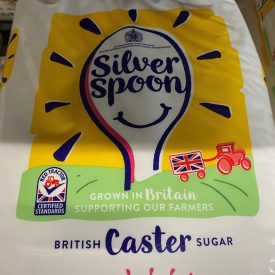 Silver
spoon
RED TRACTOR
CERTIFIED
STANDARDS
GROWN IN Britain
SUPPORTING OUR FARMERS
BRITISH Caster SUGAR